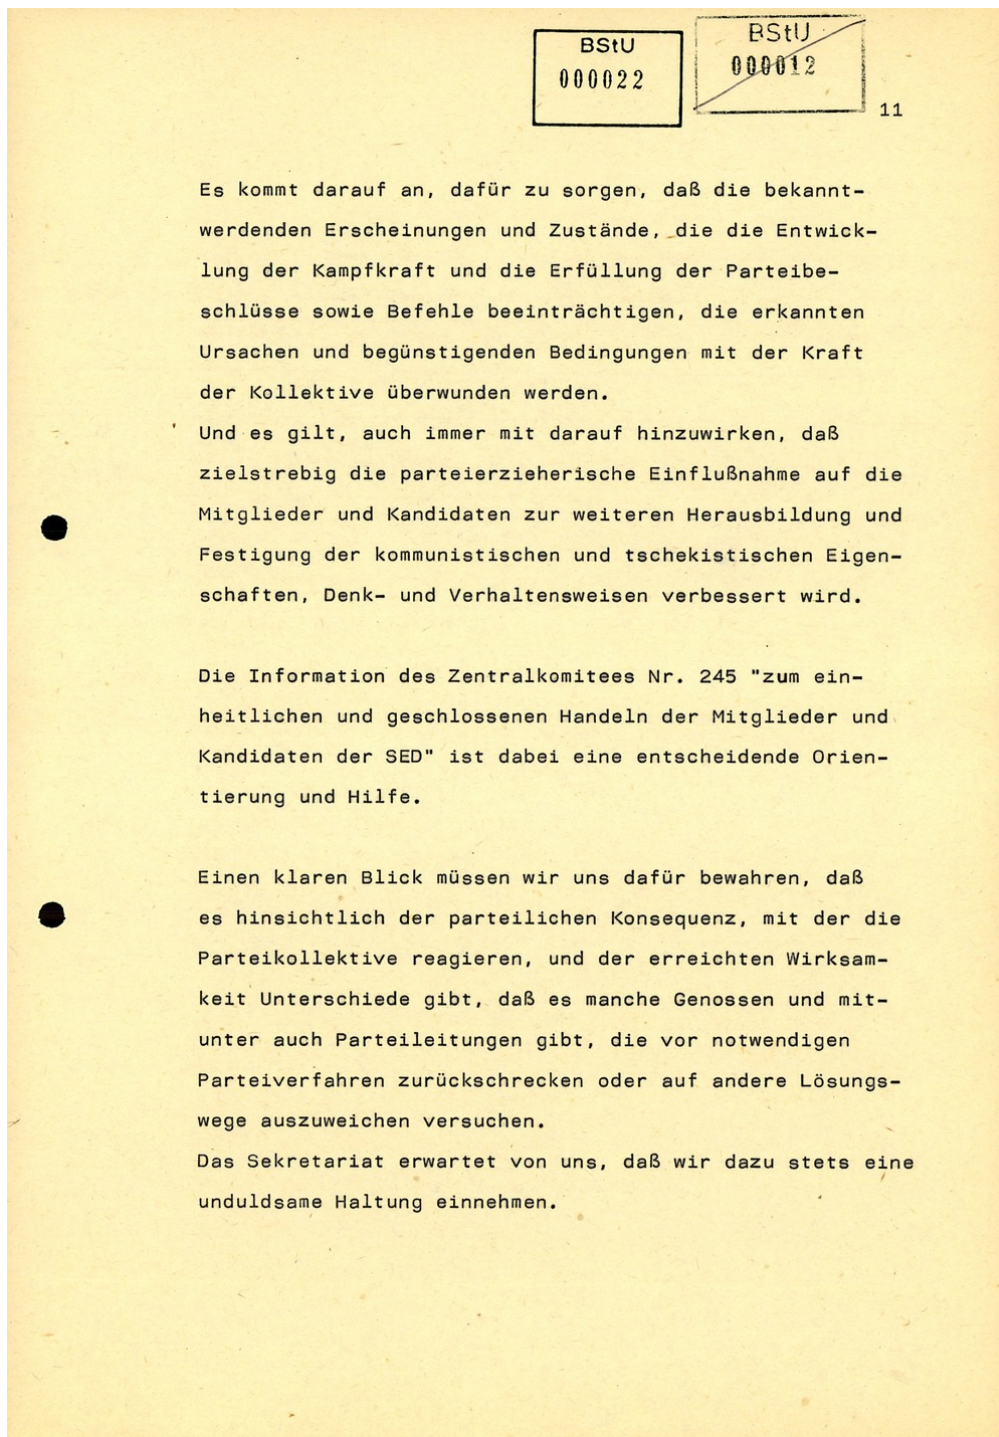 BStU
000022
BStU
000012
11
Es kommt darauf an, dafür zu sorgen, daß die bekannt-
werdenden Erscheinungen und Zustände, die die Entwick-
lung der Kampfkraft und die Erfüllung der Parteibe-
schlüsse sowie Befehle beeinträchtigen, die erkannten
Ursachen und begünstigenden Bedingungen mit der Kraft
der Kollektive überwunden werden.
Und es gilt, auch immer mit darauf hinzuwirken, daß
zielstrebig die parteierzieherische Einflußnahme auf die
Mitglieder und Kandidaten zur weiteren Herausbildung und
Festigung der kommunistischen und tschekistischen Eigen-
schaften, Denk- und Verhaltensweisen verbessert wird.
Die Information des Zentralkomitees Nr. 245 "zum ein-
heitlichen und geschlossenen Handeln der Mitglieder und
Kandidaten der SED" ist dabei eine entscheidende Orien-
tierung und Hilfe.
Einen klaren Blick müssen wir uns dafür bewahren, daß
es hinsichtlich der parteilichen Konsequenz, mit der die
Parteikollektive reagieren, und der erreichten Wirksam-
keit Unterschiede gibt, daß es manche Genossen und mit-
unter auch Parteileitungen gibt, die vor notwendigen
Parteiverfahren zurückschrecken oder auf andere Lösungs-
wege auszuweichen versuchen.
Das Sekretariat erwartet von uns, daß wir dazu stets eine
unduldsame Haltung einnehmen.